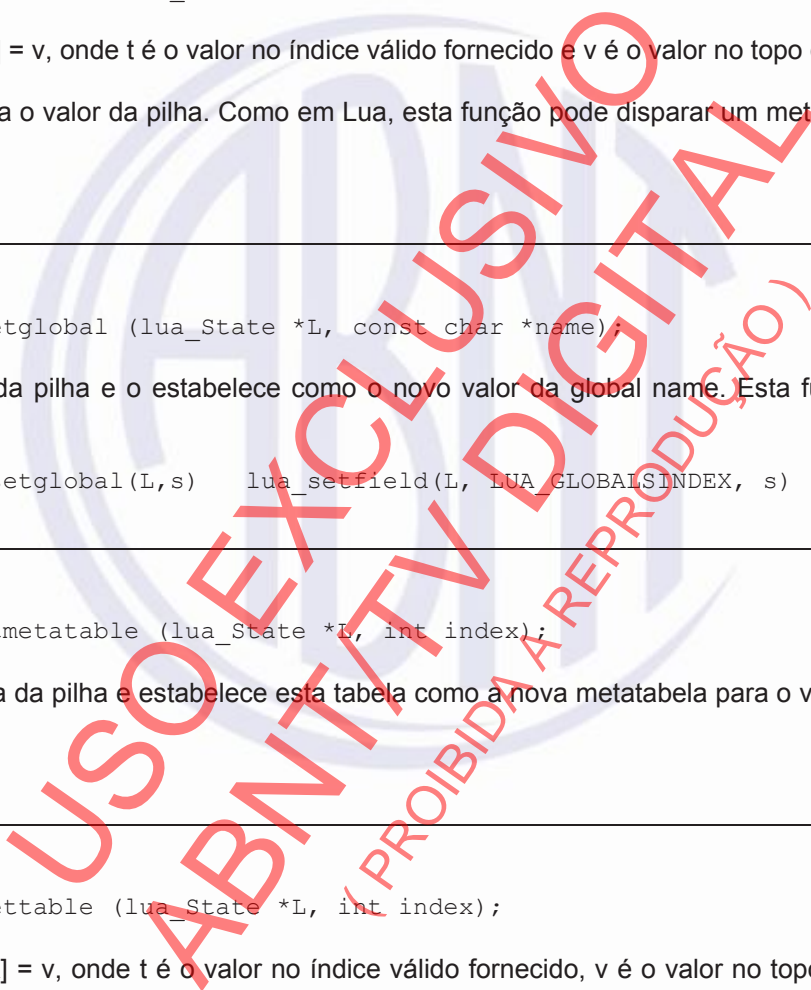 ] = v, onde t é o valor no índice válido fornecido e v é o valor no topo
a o valor da pilha. Como em Lua, esta função pode disparar um
etglobal (lua_State *L, const char *name);
da pilha e o estabelece como o novo valor da global name. Esta
etglobal(L,s) lua_setfield(L, LUA_GLOBALSINDEX, s)
metatable (lua_State *L, int index);
a da pilha e estabelece esta tabela como a nova metatabela para o v
ttable (lua_State *L, int index);
] = v, onde t é o valor no índice válido fornecido, v é o valor no topo
USO EXCLUSIVO
ABNT/TV DIGITAL
( PROIBIDA A REPRODUÇÃO )
ABNT